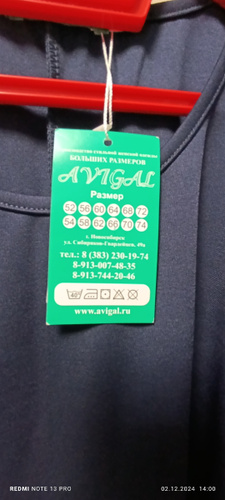 производство стильной женской одежды
БОЛЬШИХ РАЗМЕРОВ
AVIGAL
Размер
52 56 60 64 68 72
54 58 62 66 70 74
г. Новосибирск
ул. Сибиряков-Гвардейцев, 49а
тел.: 8 (383) 230-19-74
8-913-007-48-35
8-913-744-20-46
www.avigal.ru
REDMI NOTE 13 PRO
02.12.2024 14:00